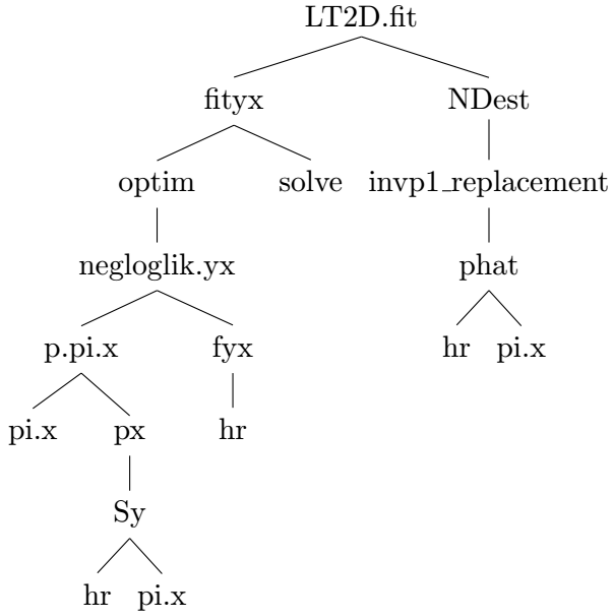 LT2D.fit
fityx NDest
optim solve invp1_replacement
negloglik.yx phat
p.pi.x fyx hr pi.x
pi.x px hr
Sy
hr pi.x